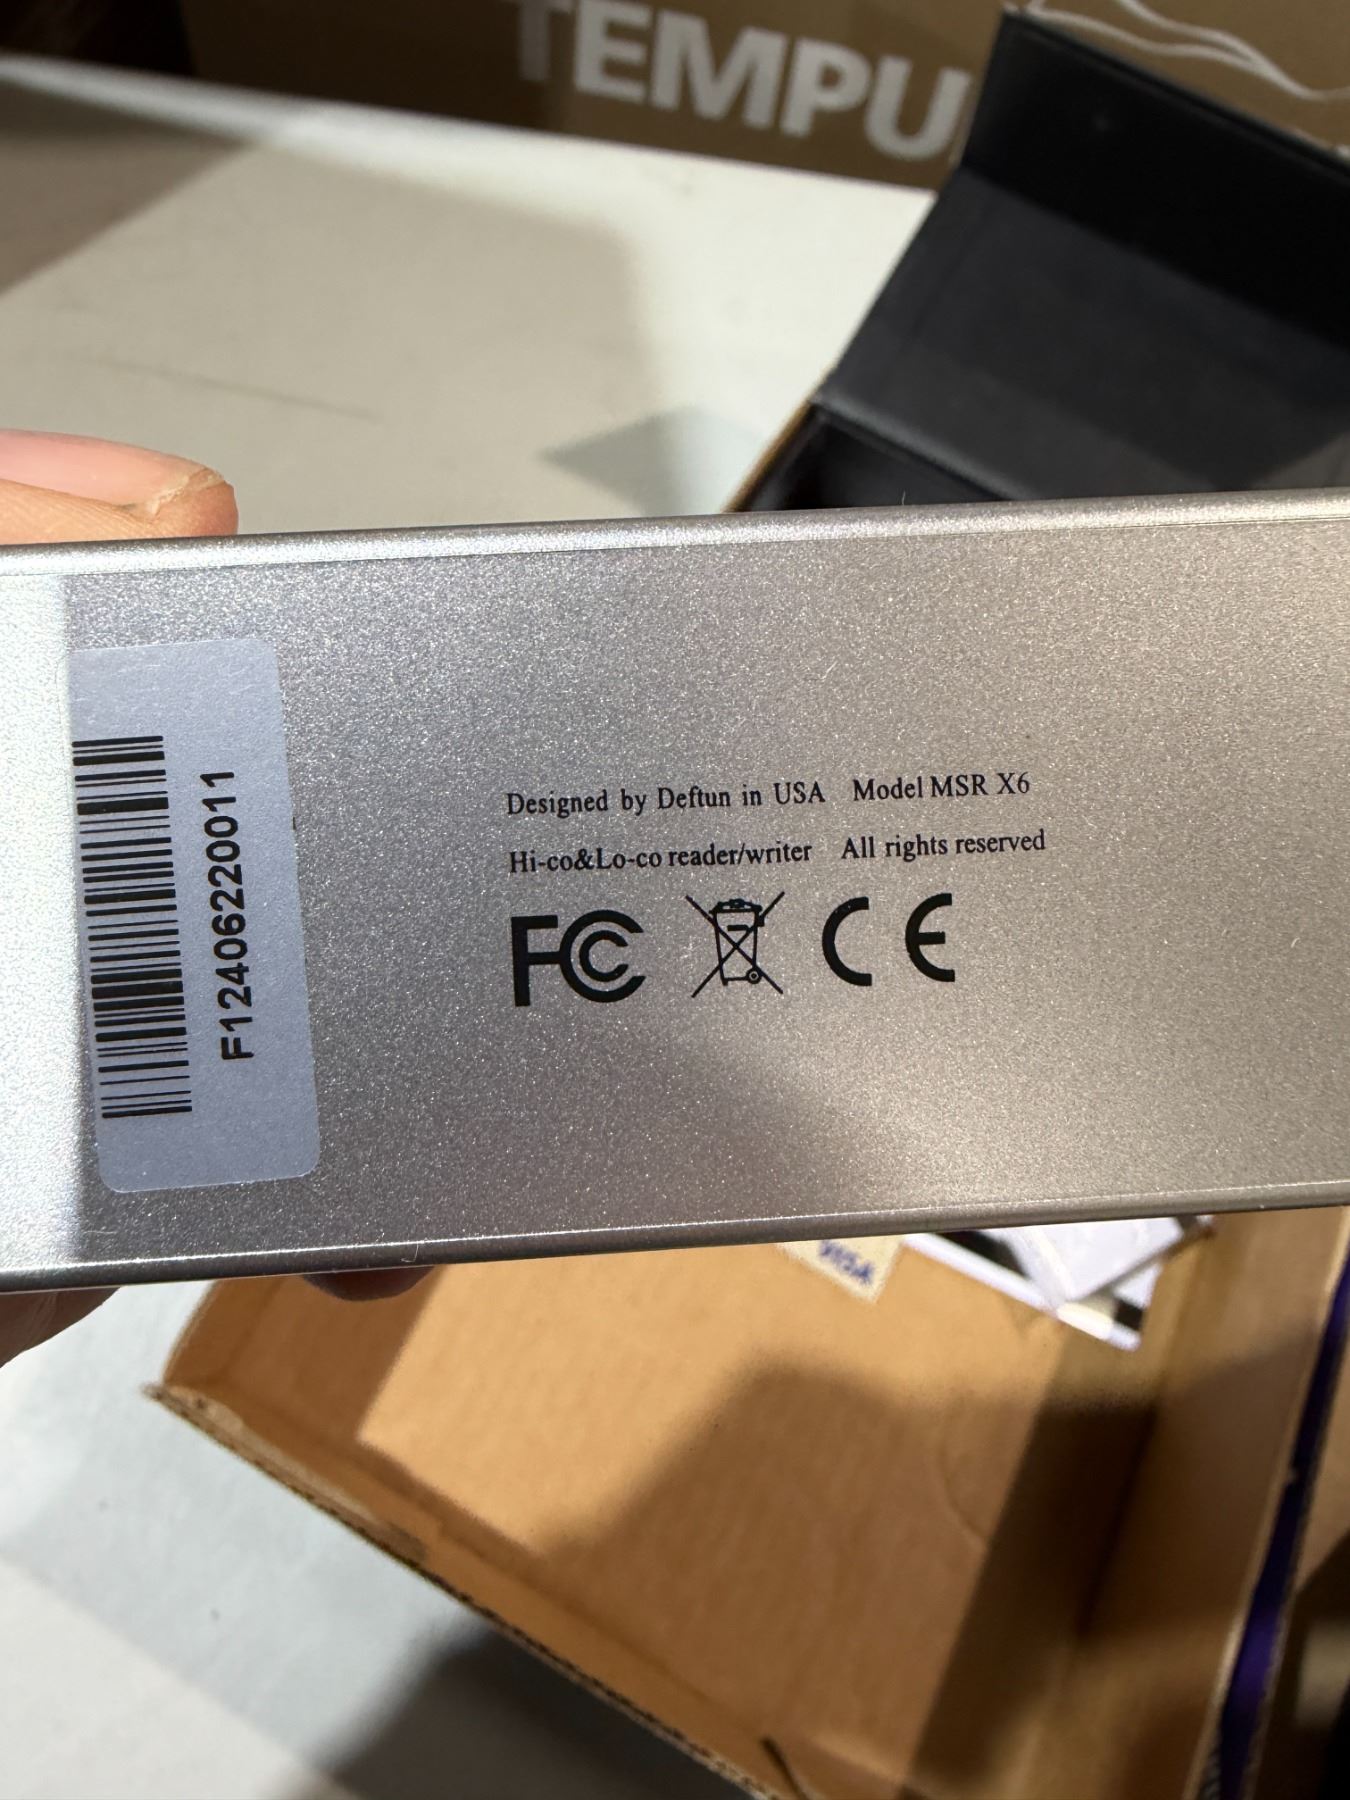 TEMPU
Designed by Deftun in USA Model MSR X6
Hi-co&Lo-co reader/writer All rights reserved
FC CE
F12406220011
VISA